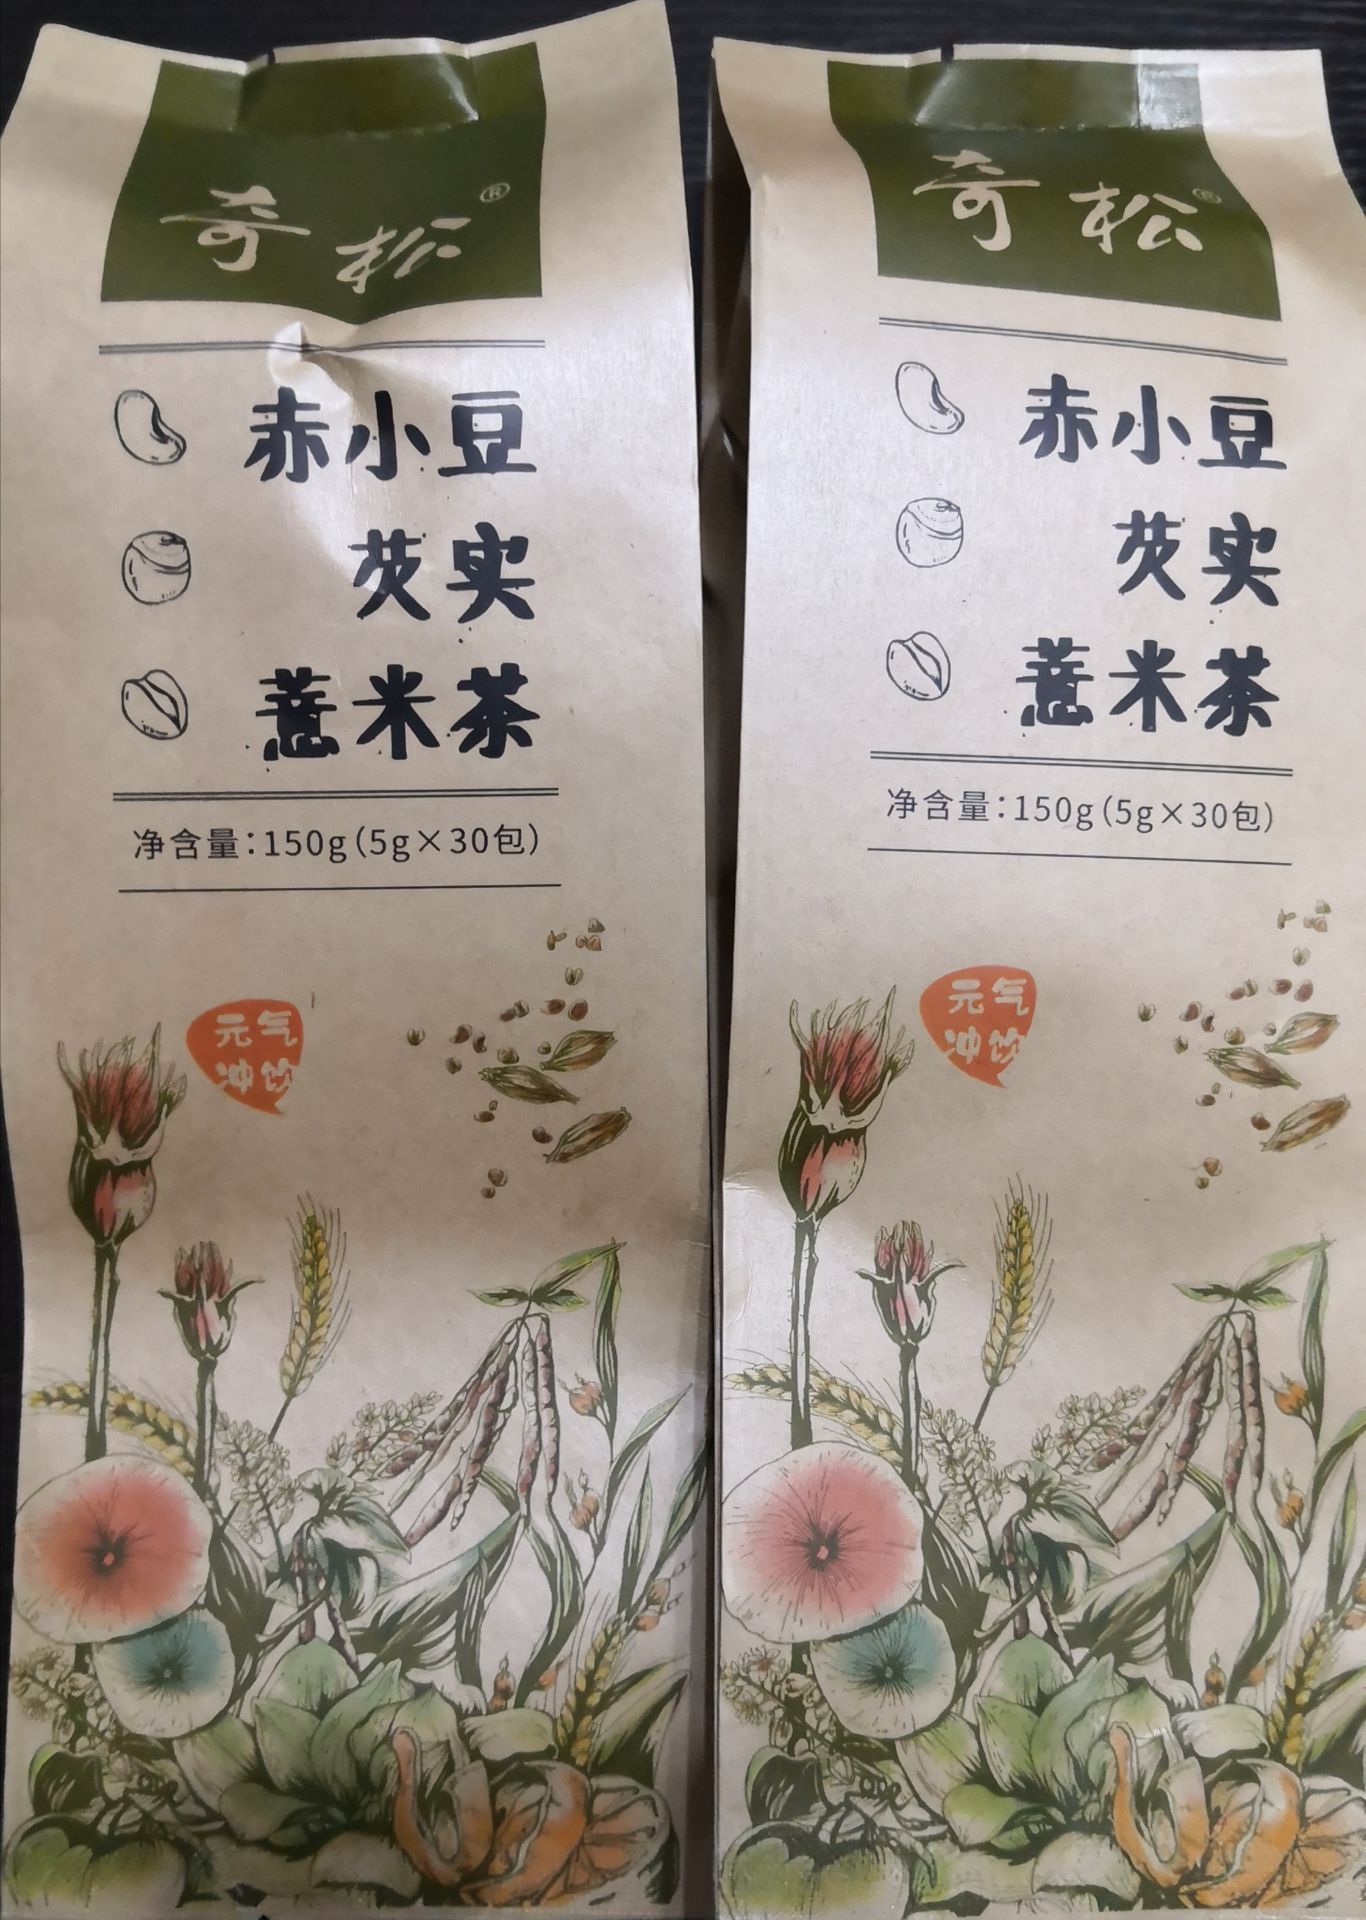 奇松®
赤小豆
芡实
薏米茶
净含量:150g(5g×30包)
元气
冲饮
奇松®
赤小豆
芡实
薏米茶
净含量:150g(5g×30包)
元气
冲饮